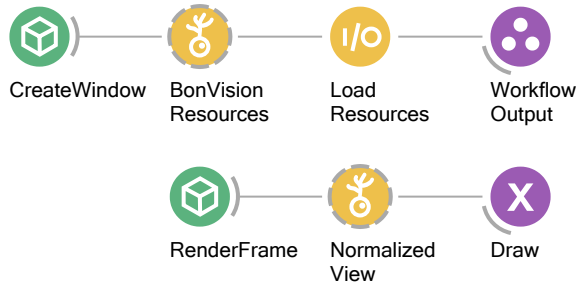 I/O
CreateWindow
BonVision
Resources
Load
Resources
Workflow
Output
X
RenderFrame
Normalized
View
Draw